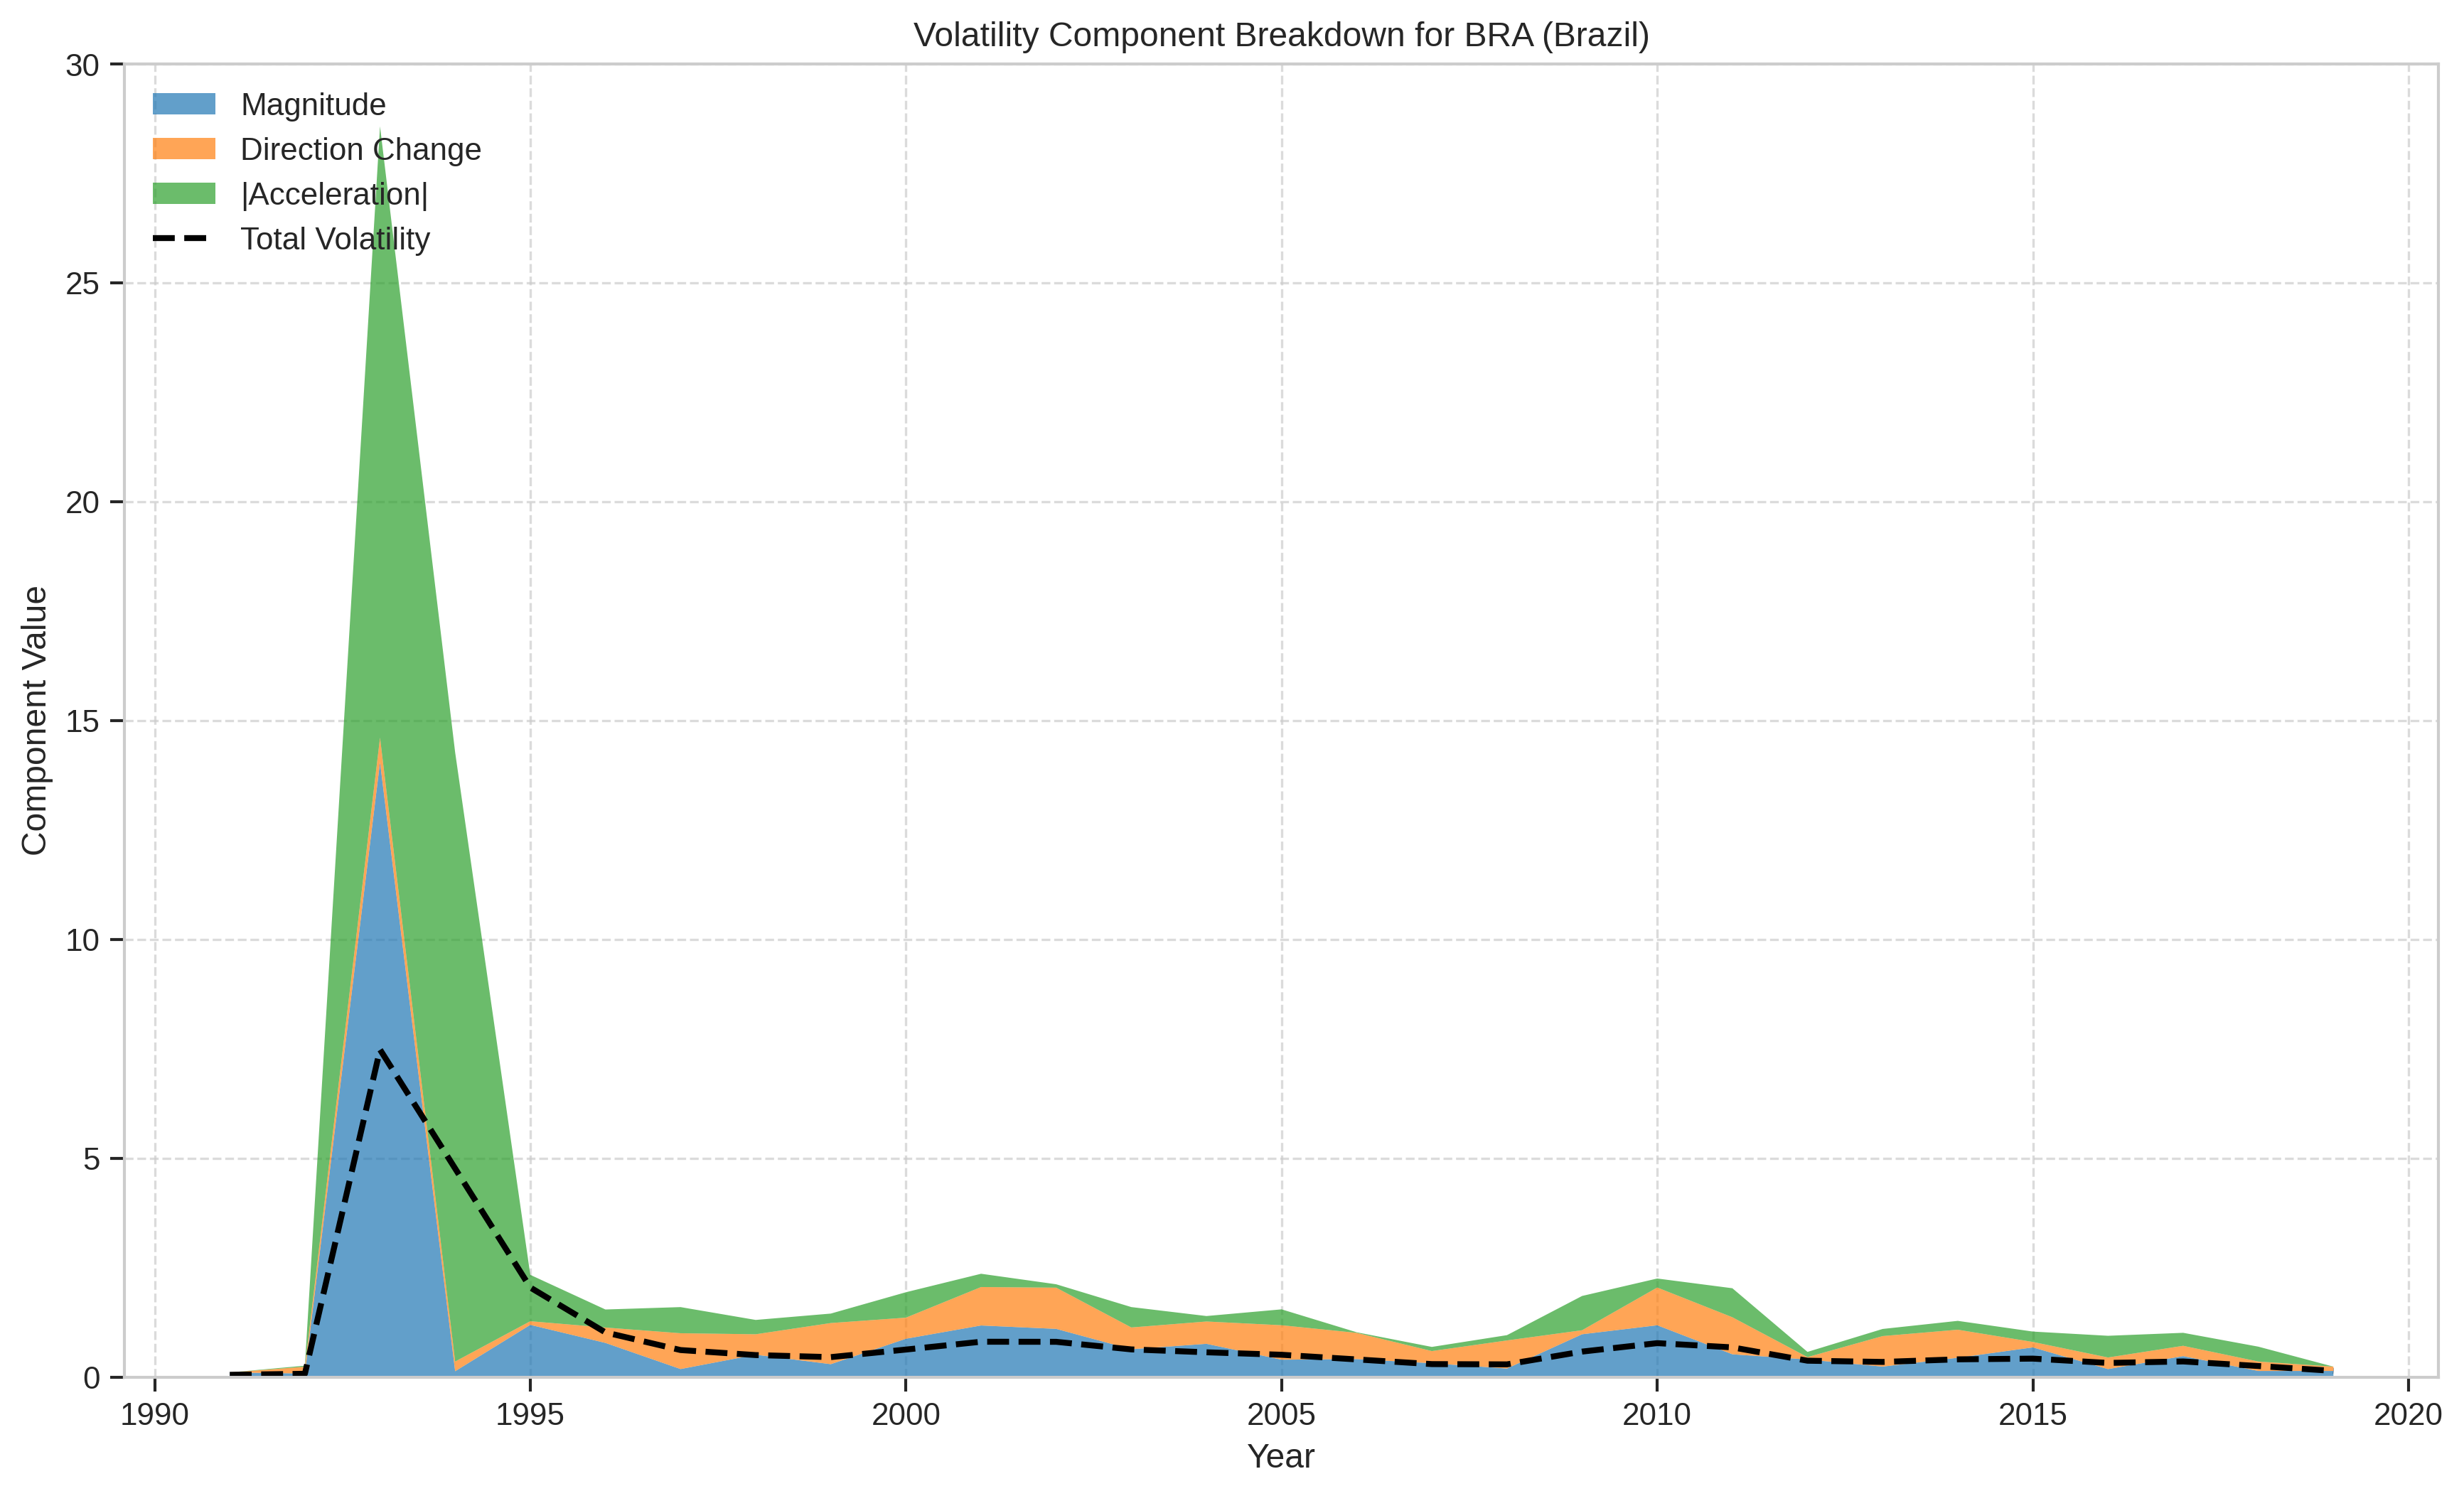 Volatility Component Breakdown for BRA (Brazil)
30
25
20
15
10
5
0
Component Value
Magnitude
Direction Change
|Acceleration|
Total Volatility
1990 1995 2000 2005 2010 2015 2020
Year